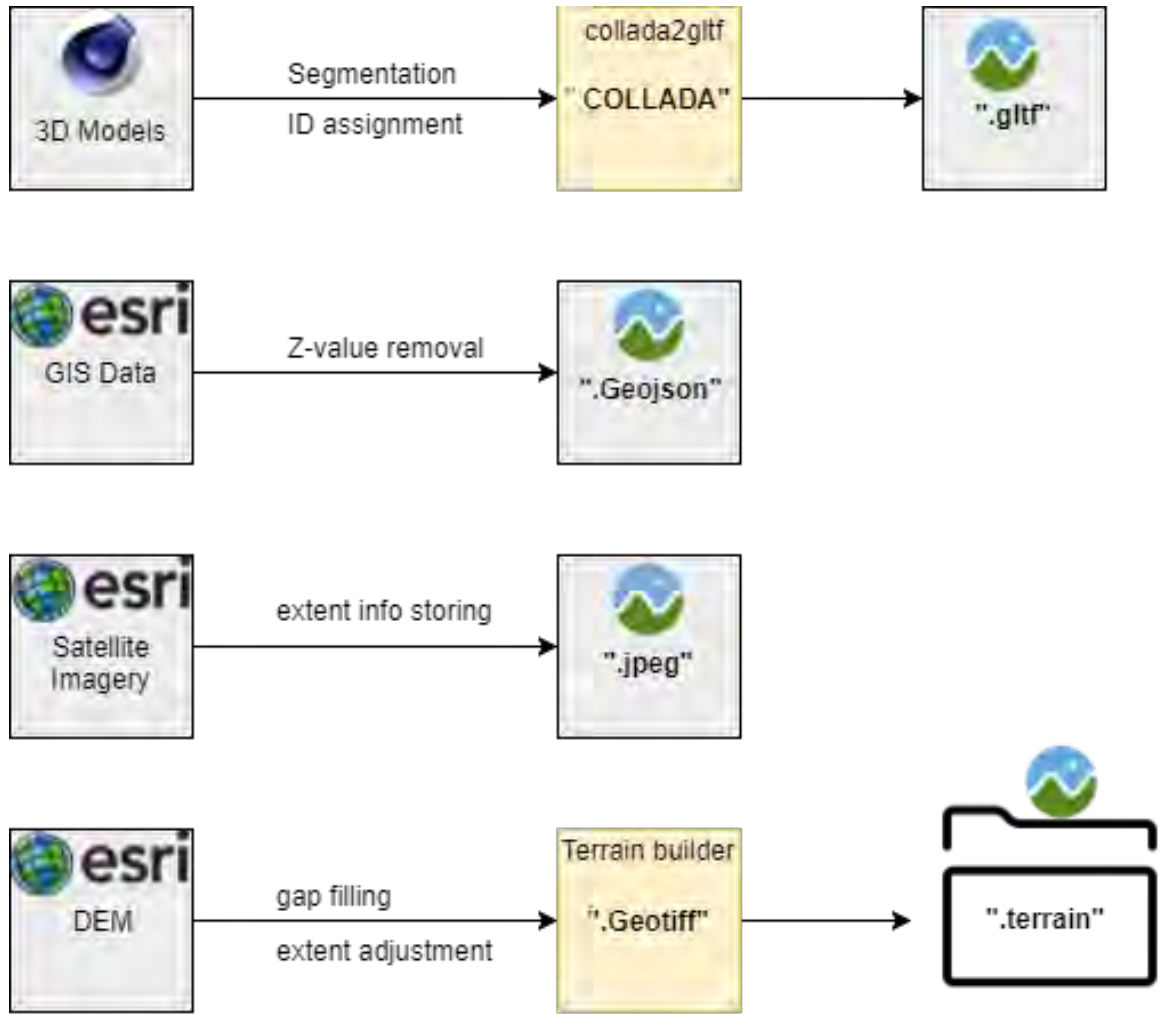 collada2gltf
Segmentation
" COLLADA"
".gltf"
3D Models
ID assignment
esri
GIS Data
Z-value removal
".Geojson"
esri
Satellite
Imagery
extent info storing
".jpeg"
esri
DEM
gap filling
extent adjustment
Terrain builder
".Geotiff"
".terrain"